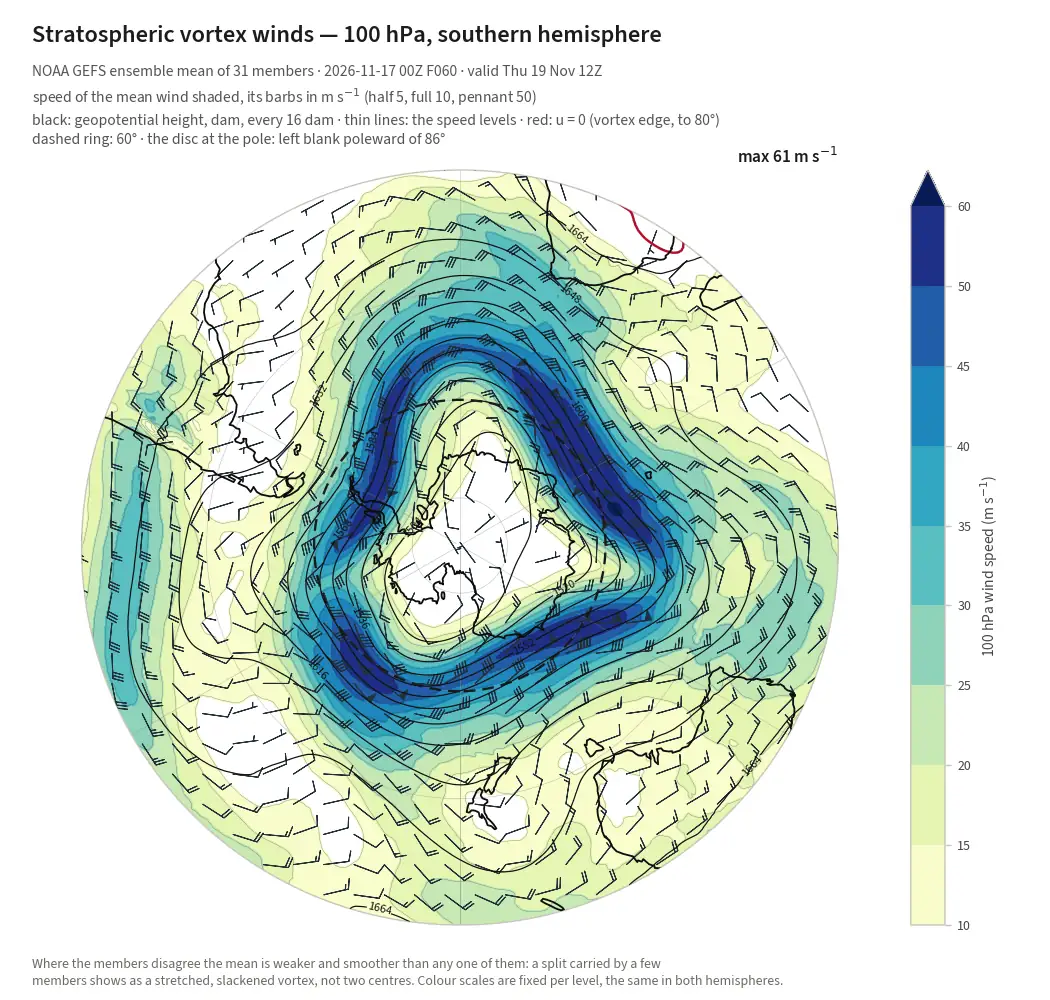 Stratospheric vortex winds — 100 hPa, southern hemisphere
NOAA GEFS ensemble mean of 31 members · 2026-11-17 00Z F060 · valid Thu 19 Nov 12Z
speed of the mean wind shaded, its barbs in m s⁻¹ (half 5, full 10, pennant 50)
black: geopotential height, dam, every 16 dam · thin lines: the speed levels · red: u = 0 (vortex edge, to 80°)
dashed ring: 60° · the disc at the pole: left blank poleward of 86°
max 61 m s⁻¹
60
50
45
40
35
30
25
20
15
10
100 hPa wind speed (m s⁻¹)
1664
1648
1600
1584
1616
1552
1664
1664
Where the members disagree the mean is weaker and smoother than any one of them: a split carried by a few
members shows as a stretched, slackened vortex, not two centres. Colour scales are fixed per level, the same in both hemispheres.